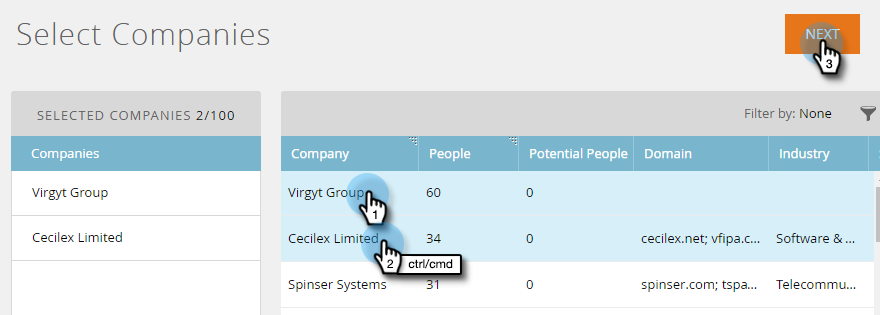 Select Companies
NEXT
3
SELECTED COMPANIES 2/100
Filter by: None
Companies
Company People Potential People Domain Industry
Virgyt Group
Virgyt Group 60 0
1
Cecilex Limited
Cecilex Limited 34 0 cecilex.net; vfipa.c... Software & ...
2 ctrl/cmd
Spinser Systems 31 0 spinser.com; tspa... Telecommu...